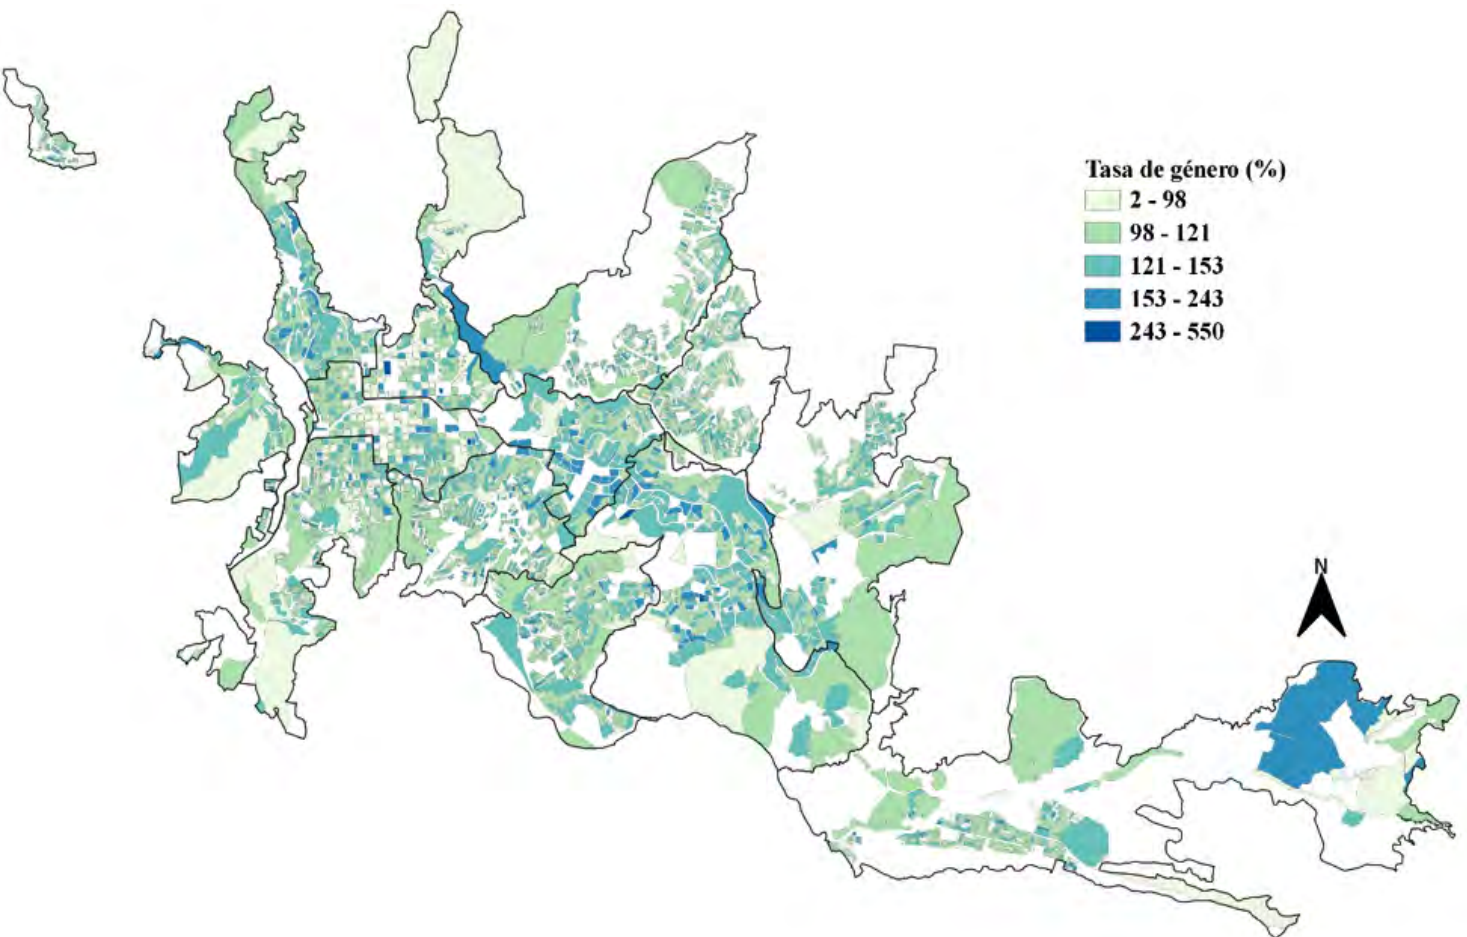 Tasa de género (%)
2 - 98
98 - 121
121 - 153
153 - 243
243 - 550
N